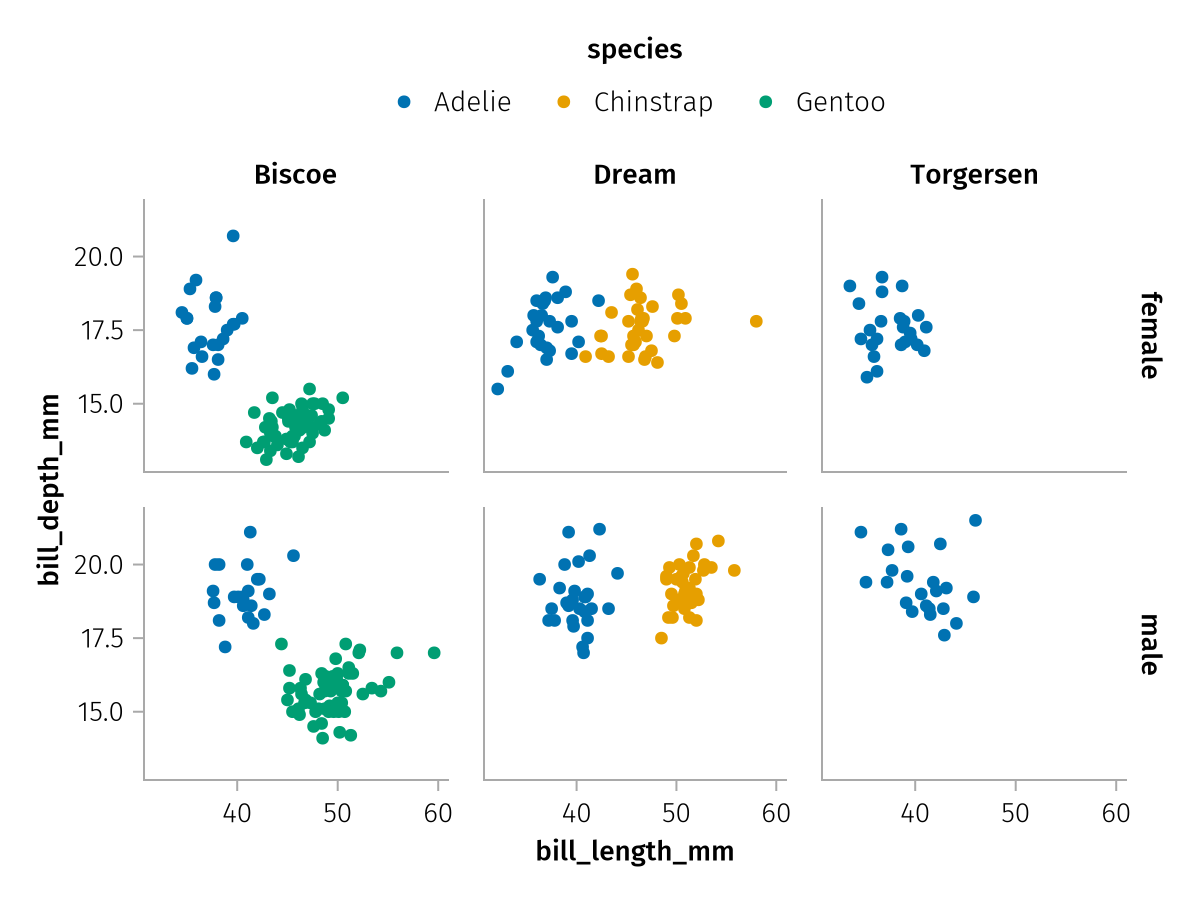 species
Adelie Chinstrap Gentoo
Biscoe Dream Torgersen
20.0
17.5
15.0
female
bill_depth_mm
20.0
17.5
15.0
male
40 50 60 40 50 60 40 50 60
bill_length_mm